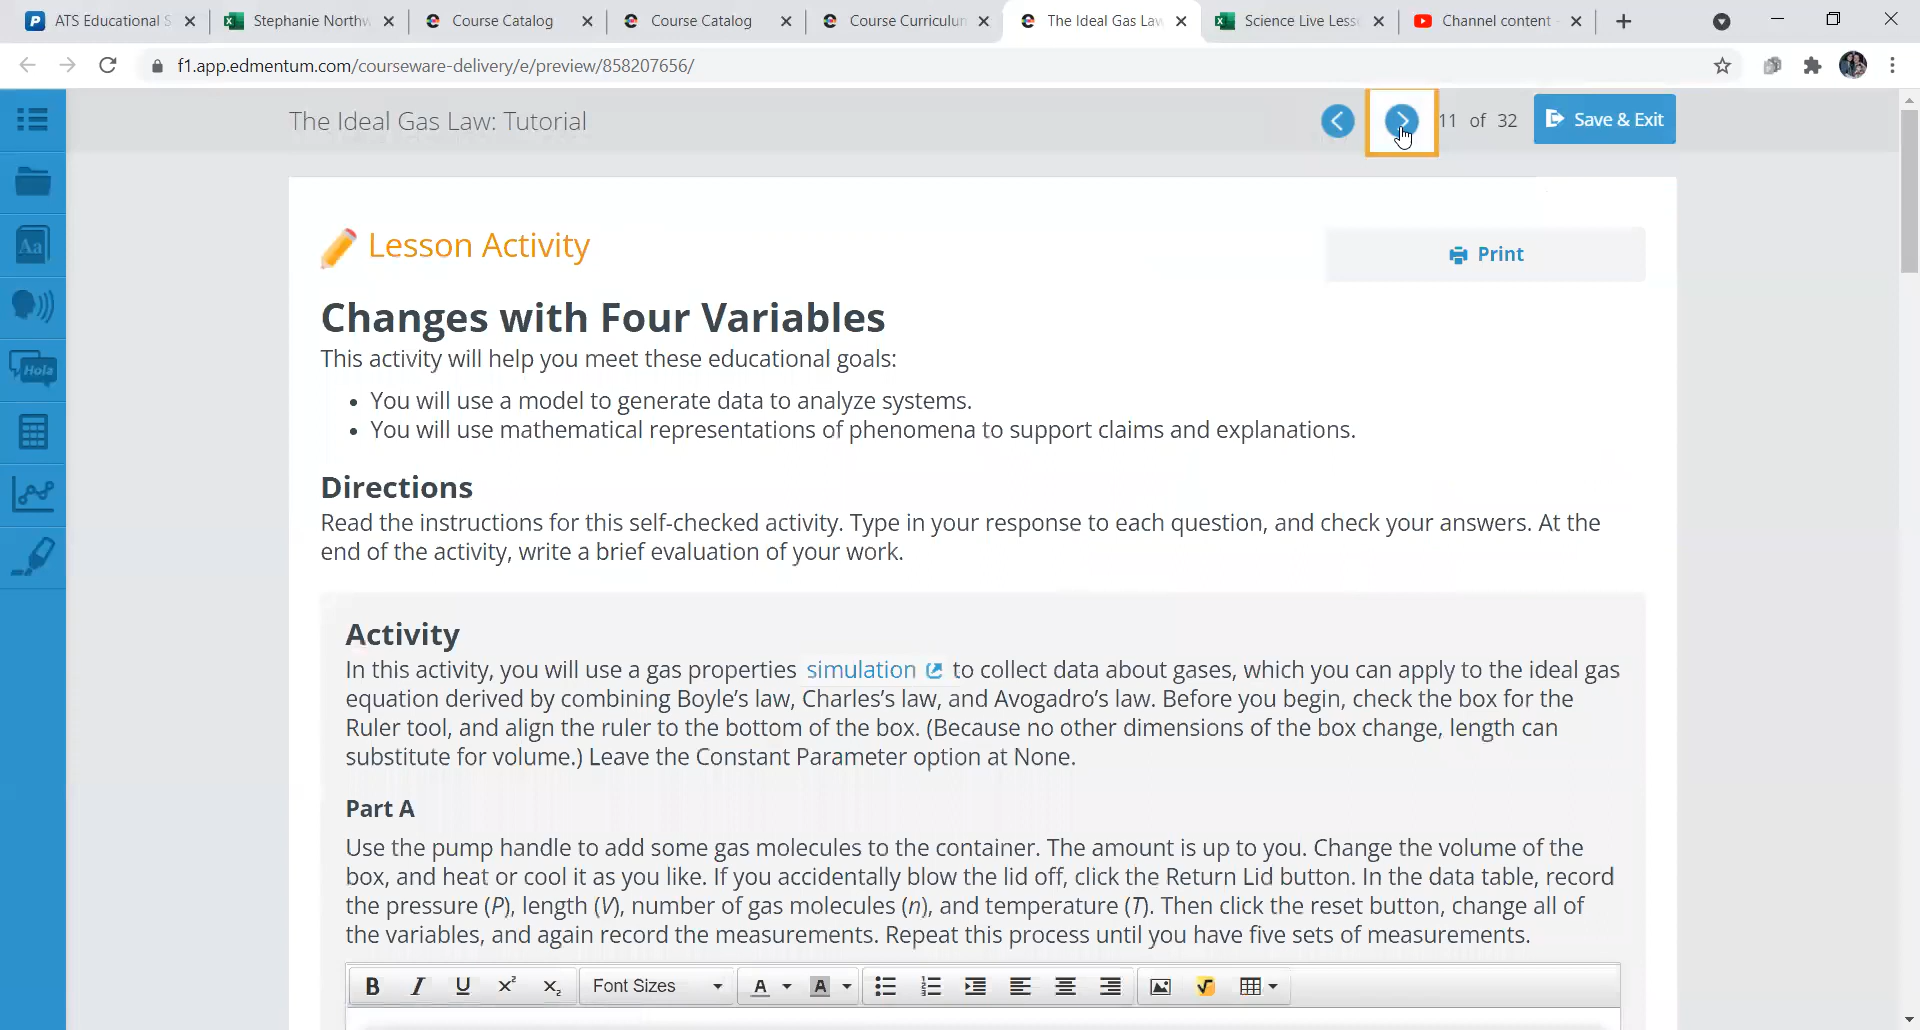 ATS Educational S
Stephanie Northw
Course Catalog
Course Catalog
Course Curriculum
The Ideal Gas Law
Science Live Less
Channel content -
f1.app.edmentum.com/courseware-delivery/e/preview/858207656/
The Ideal Gas Law: Tutorial
11 of 32
Save & Exit
Aa
Hola
Lesson Activity
Print
Changes with Four Variables
This activity will help you meet these educational goals:
• You will use a model to generate data to analyze systems.
• You will use mathematical representations of phenomena to support claims and explanations.
Directions
Read the instructions for this self-checked activity. Type in your response to each question, and check your answers. At the
end of the activity, write a brief evaluation of your work.
Activity
In this activity, you will use a gas properties simulation to collect data about gases, which you can apply to the ideal gas
equation derived by combining Boyle’s law, Charles’s law, and Avogadro’s law. Before you begin, check the box for the
Ruler tool, and align the ruler to the bottom of the box. (Because no other dimensions of the box change, length can
substitute for volume.) Leave the Constant Parameter option at None.
Part A
Use the pump handle to add some gas molecules to the container. The amount is up to you. Change the volume of the
box, and heat or cool it as you like. If you accidentally blow the lid off, click the Return Lid button. In the data table, record
the pressure (P), length (V), number of gas molecules (n), and temperature (T). Then click the reset button, change all of
the variables, and again record the measurements. Repeat this process until you have five sets of measurements.
B I U x² x₂ Font Sizes A A